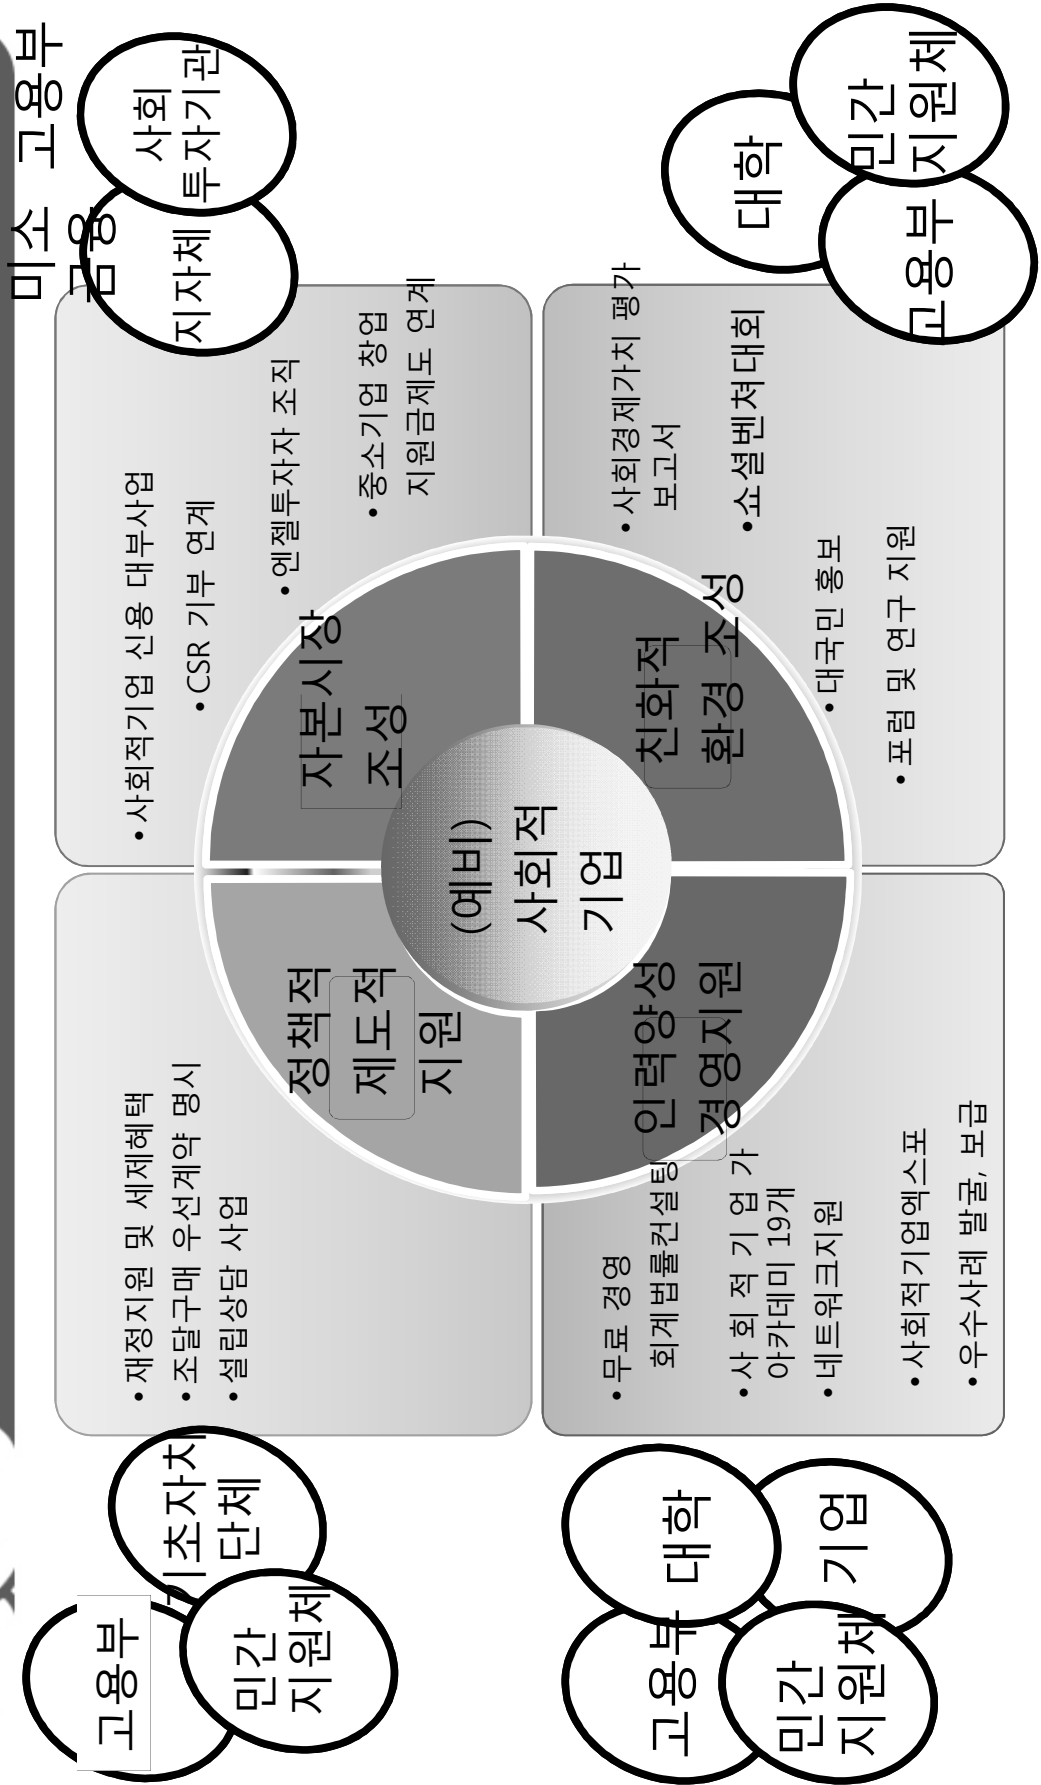 고용부
기초자치
단체
민간
지원체
• 재정지원 및 세제혜택
• 조달구매 우선계약 명시
• 설립상담 사업
정책적
제도적
지원
• 사회적기업 신용 대부사업
• CSR 기부 연계
• 엔젤투자자 조직
• 중소기업 창업
지원금제도 연계
자본시장
조성
미소
금융
고용부
지자체
사회
투자기관
(예비)
사회적
기업
고용부
대학
민간
지원체
기업
• 무료 경영
회계법률컨설팅
• 사 회 적 기 업 가
아카데미 19개
• 네트워크지원
• 사회적기업엑스포
• 우수사례 발굴, 보급
인력양성
경영지원
친화적
환경 조성
• 사회경제가치 평가
보고서
• 쇼셜벤쳐대회
• 대국민 홍보
• 포럼 및 연구 지원
대학
고용부
민간
지원체